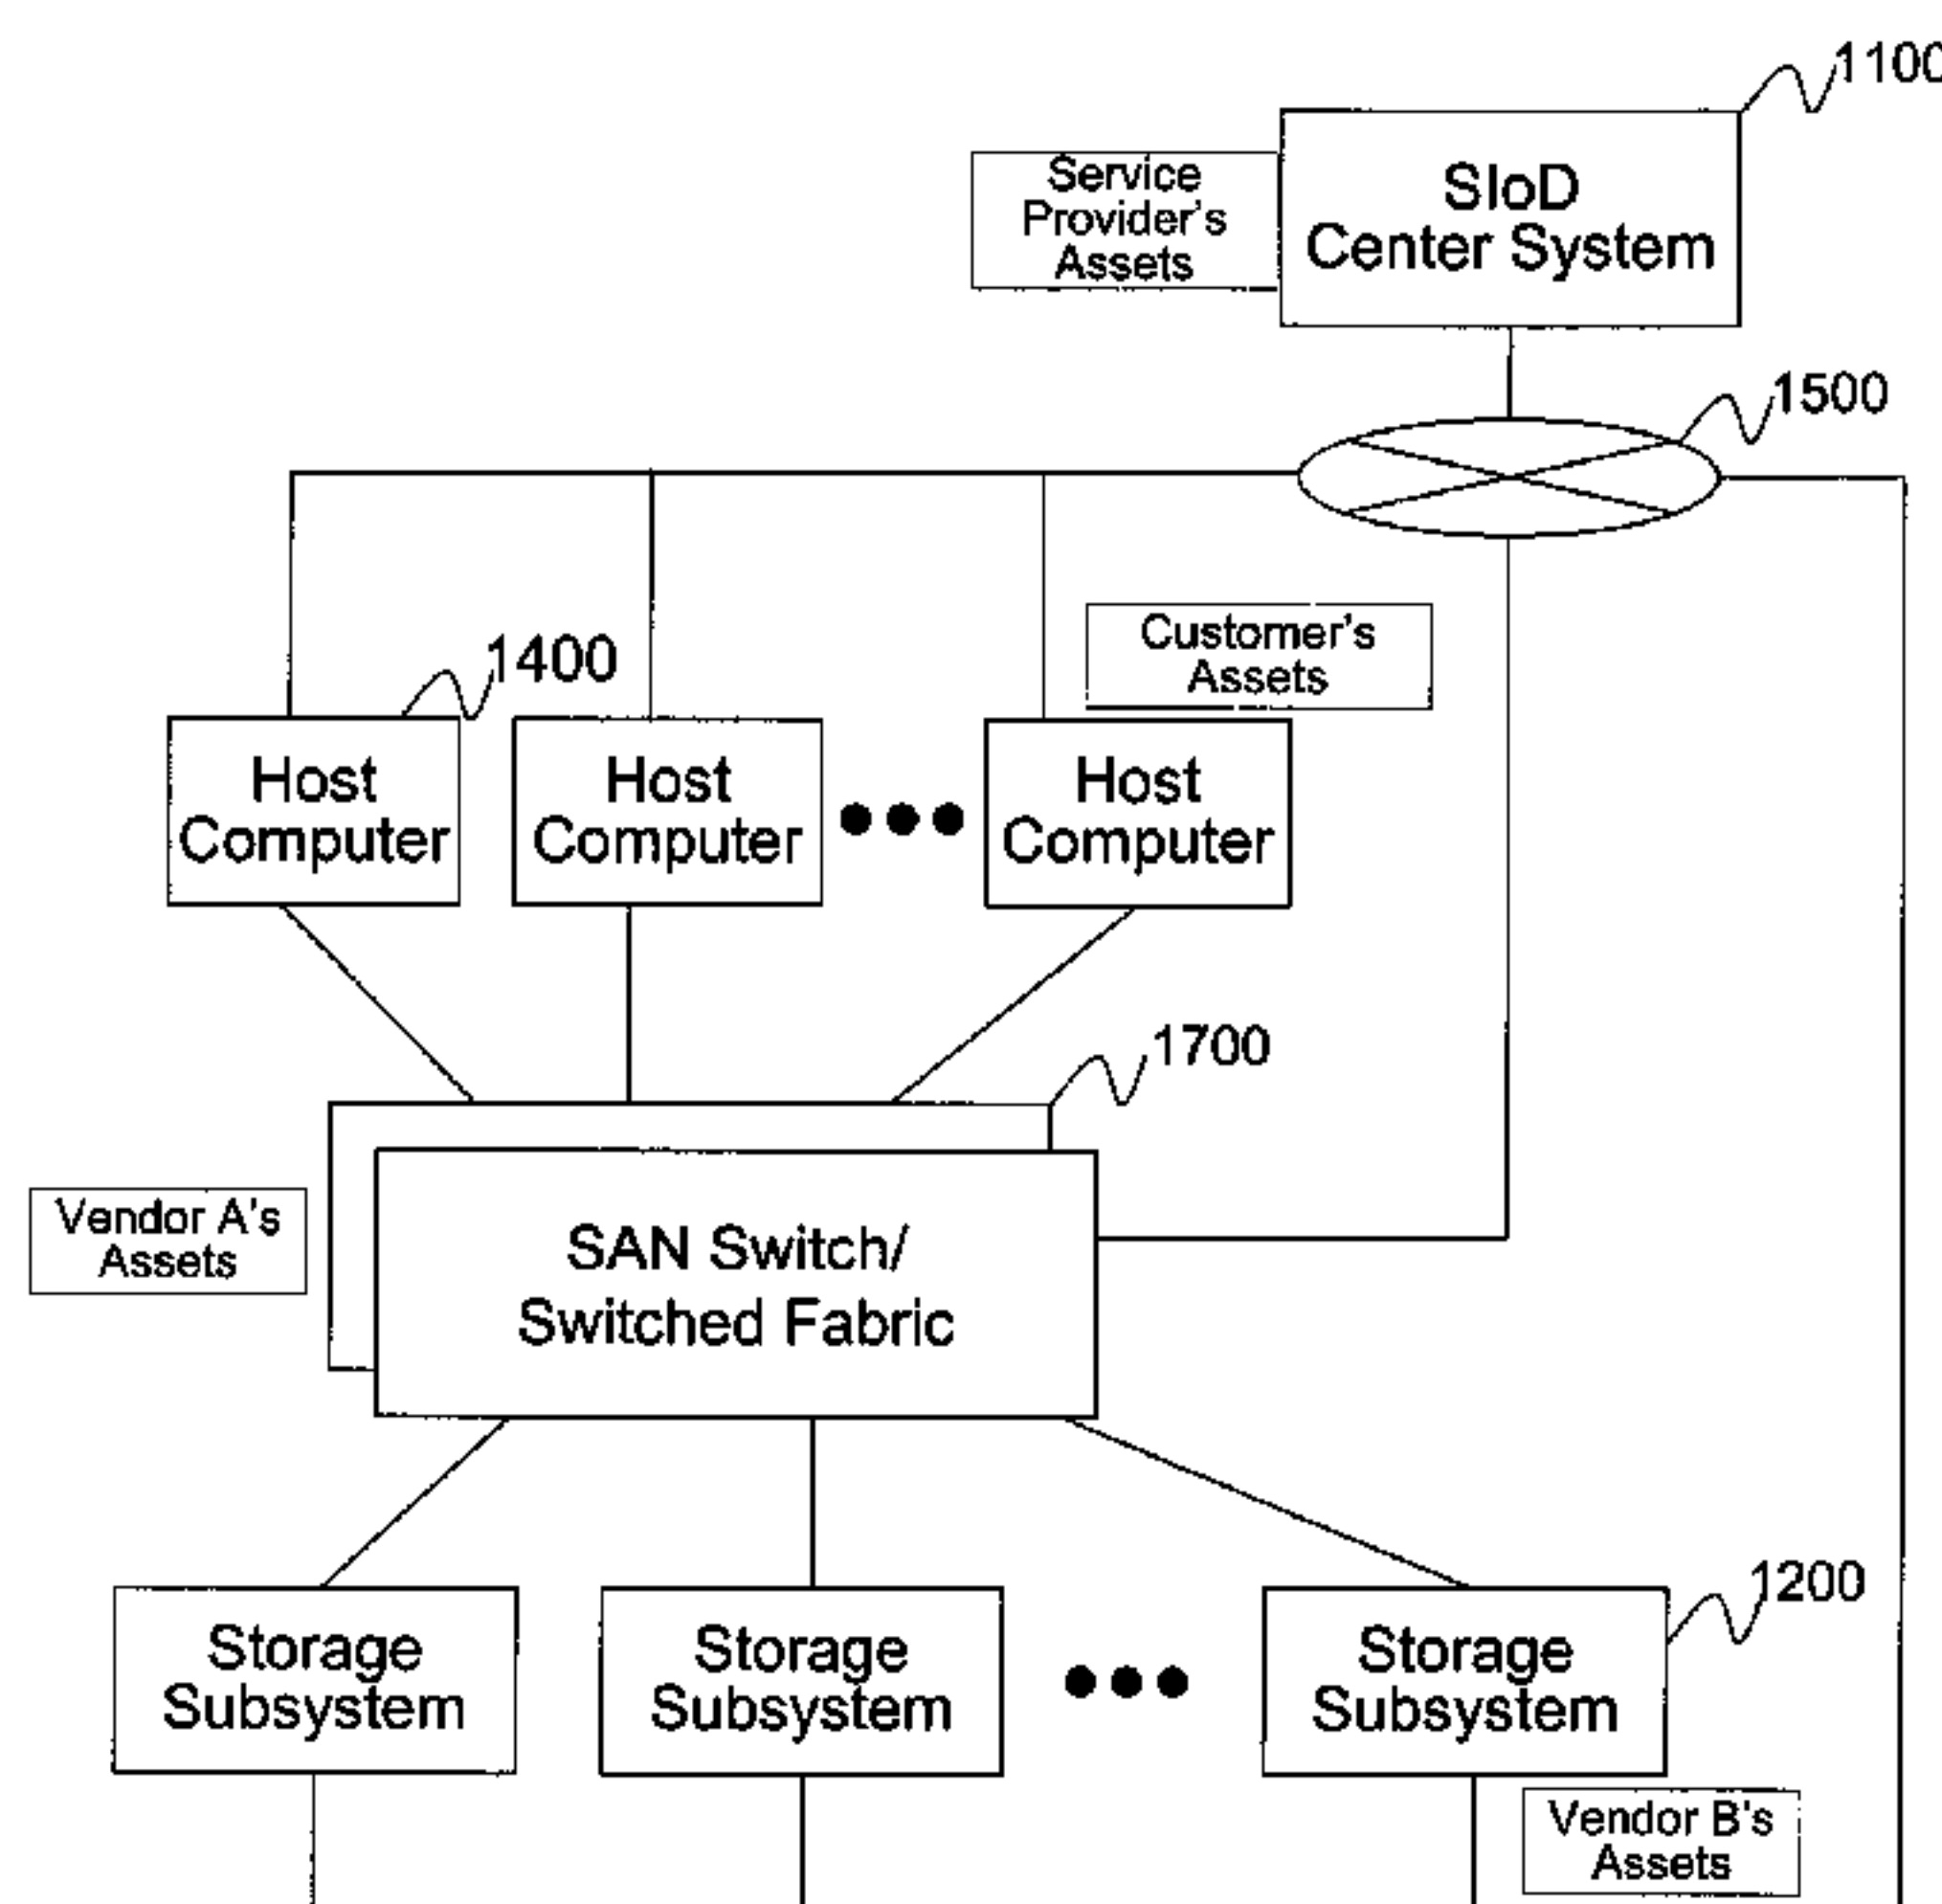 1100
Service
Provider's
Assets
SIoD
Center System
1500
Customer's
Assets
1400
Host
Computer
Host
Computer
Host
Computer
1700
Vendor A's
Assets
SAN Switch/
Switched Fabric
1200
Storage
Subsystem
Storage
Subsystem
Storage
Subsystem
Vendor B's
Assets